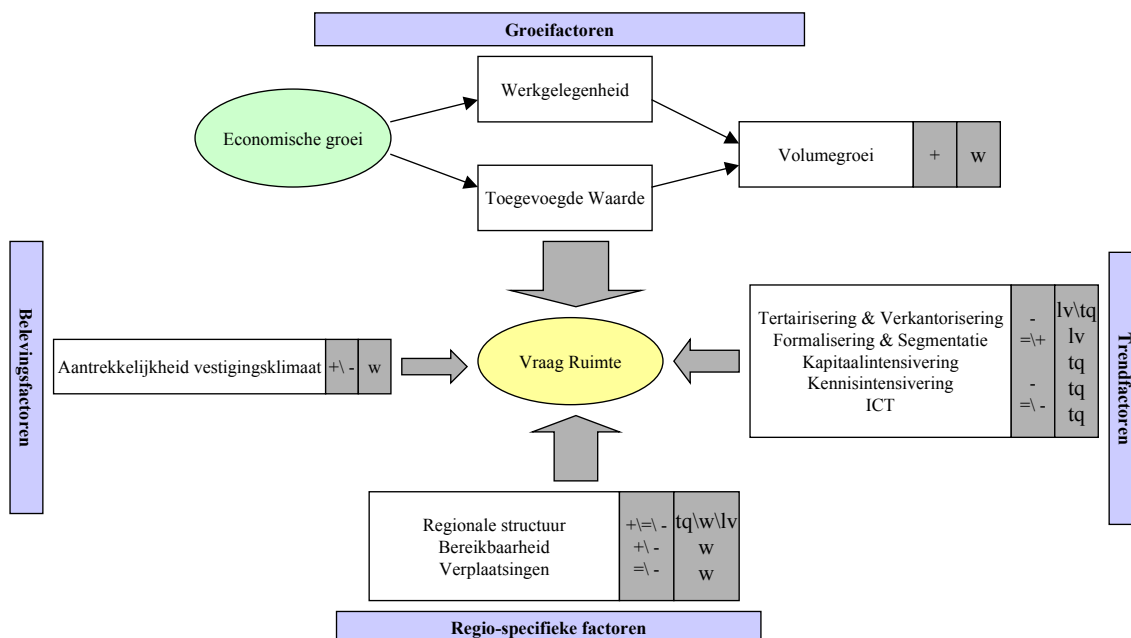 Groeifactoren
Werkgelegenheid
Economische groei
Volumegroei + w
Toegevoegde Waarde
Belevingsfactoren
Aantrekkelijkheid vestigingsklimaat +\ - w
Vraag Ruimte
Tertairisering & Verkantorisering - lv\tq
Formalisering & Segmentatie =\+ lv
Kapitaalintensivering tq
Kennisintensivering - tq
ICT =\ - tq
Trendfactoren
Regionale structuur +\=\ - tq\w\lv
Bereikbaarheid +\ - w
Verplaatsingen =\ - w
Regio-specifieke factoren